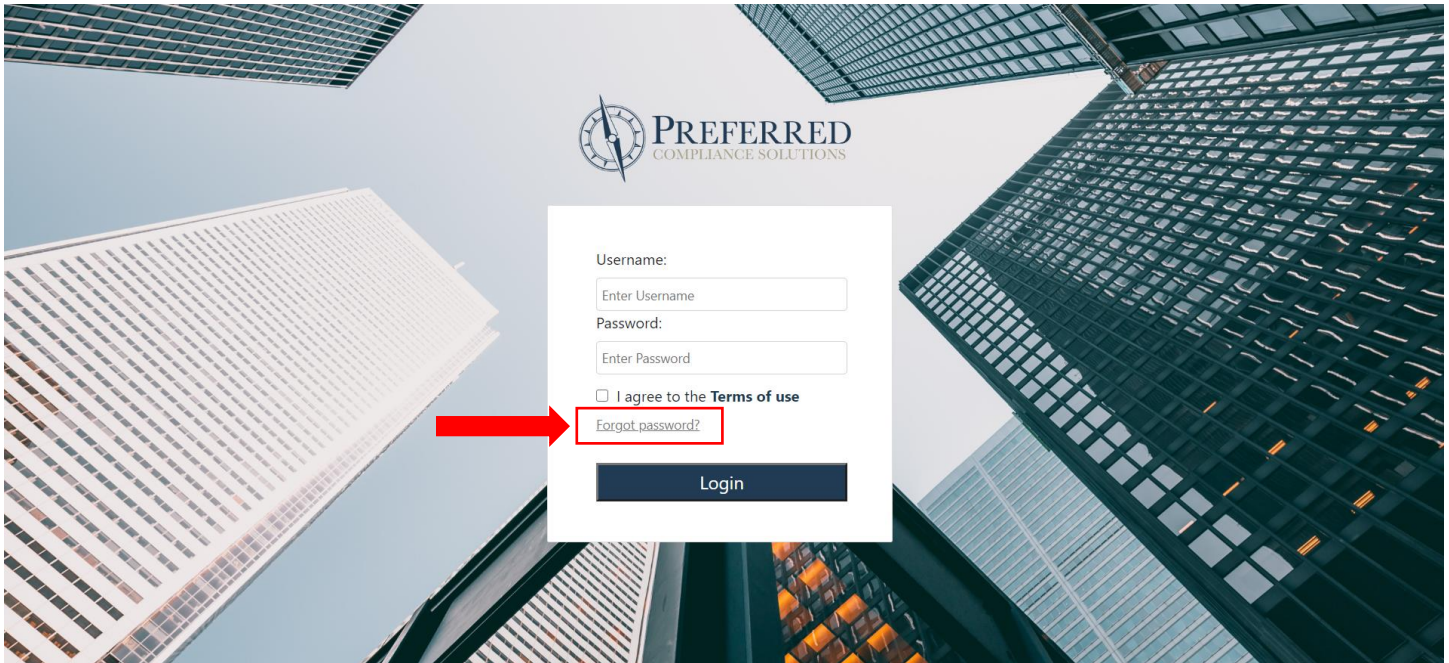 PREFERRED
COMPLIANCE SOLUTIONS
Username:
Enter Username
Password:
Enter Password
I agree to the Terms of use
Forgot password?
Login